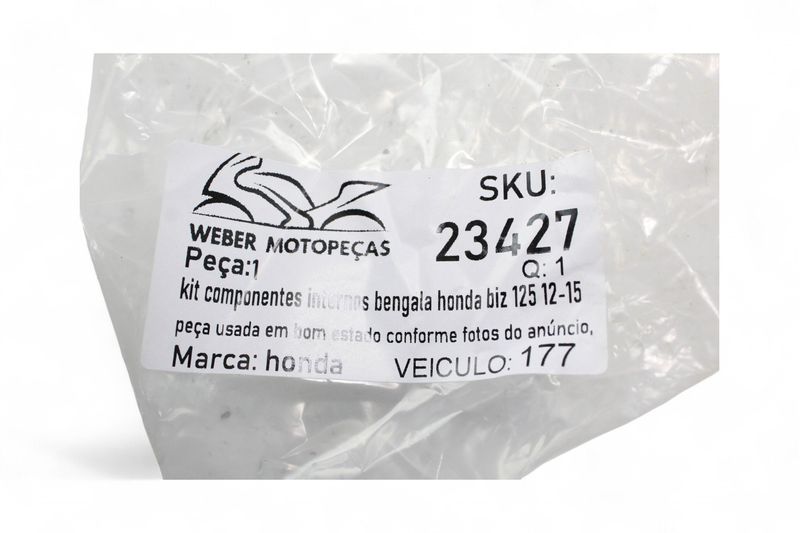 SKU:
23427
WEBER MOTOPEÇAS
Peça:1
Q: 1
kit componentes internos bengala honda biz 125 12-15
peça usada em bom estado conforme fotos do anúncio,
Marca: honda
VEICULO: 177